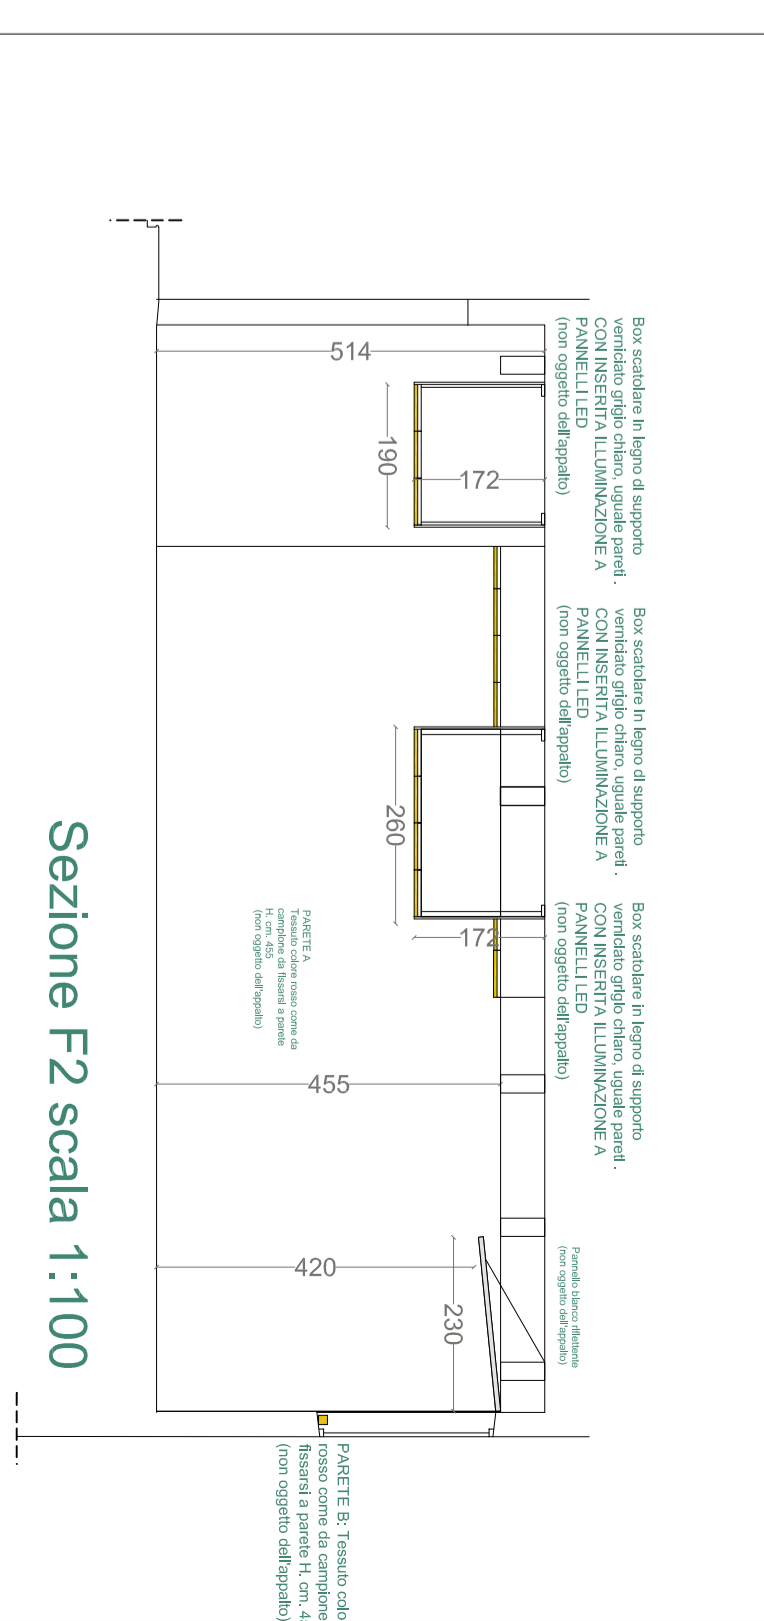 Box scatolare in legno di supporto
verniciato grigio chiaro, uguale pareti .
CON INSERITA ILLUMINAZIONE A
PANNELLI LED
(non oggetto dell'appalto)
Box scatolare in legno di supporto
verniciato grigio chiaro, uguale pareti .
CON INSERITA ILLUMINAZIONE A
PANNELLI LED
(non oggetto dell'appalto)
Box scatolare in legno di supporto
verniciato grigio chiaro, uguale pareti .
CON INSERITA ILLUMINAZIONE A
PANNELLI LED
(non oggetto dell'appalto)
Pannello bianco riflettente
(non oggetto dell'appalto)
514
190
172
260
172
455
420
230
PARETE A
Tessuto colore rosso come da
campione da fissarsi a parete
H. cm. 455
(non oggetto dell'appalto)
PARETE B: Tessuto colo
rosso come da campione
fissarsi a parete H. cm. 4
(non oggetto dell'appalto)
Sezione F2 scala 1:100